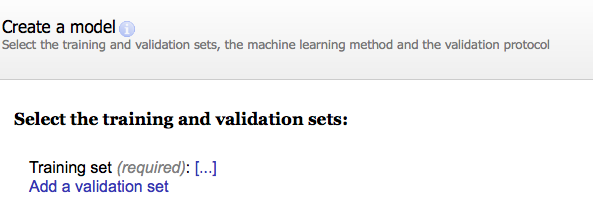 Create a model
Select the training and validation sets, the machine learning method and the validation protocol
Select the training and validation sets:
Training set (required): [...]
Add a validation set